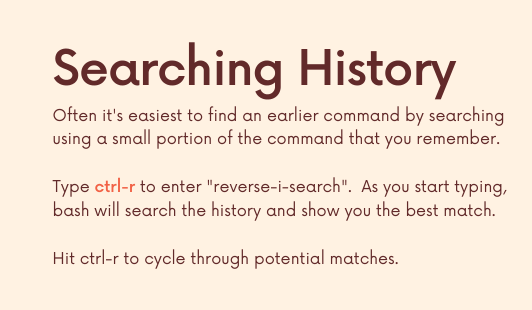 Searching History
Often it's easiest to find an earlier command by searching
using a small portion of the command that you remember.
Type ctrl-r to enter "reverse-i-search".  As you start typing,
bash will search the history and show you the best match.
Hit ctrl-r to cycle through potential matches.